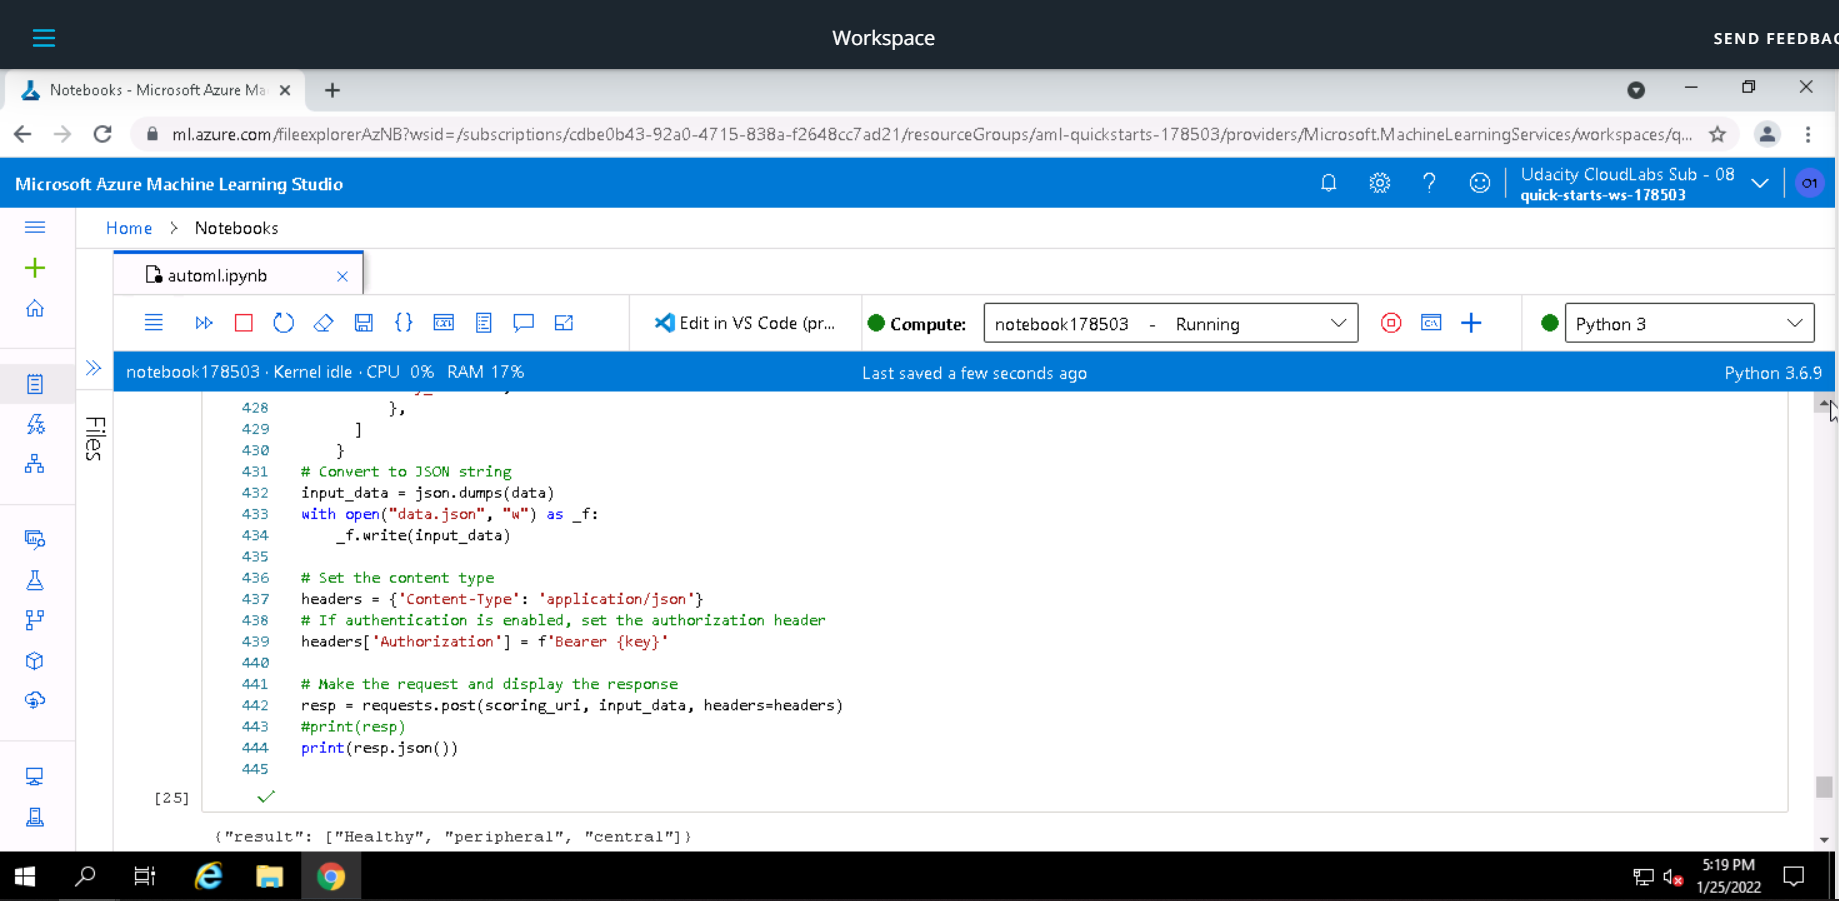 Workspace
SEND FEEDBAC
Notebooks - Microsoft Azure Ma
ml.azure.com/fileexplorerAzNB?wsid=/subscriptions/cdbe0b43-92a0-4715-838a-f2648cc7ad21/resourceGroups/aml-quickstarts-178503/providers/Microsoft.MachineLearningServices/workspaces/q...
Microsoft Azure Machine Learning Studio
Udacity CloudLabs Sub - 08
quick-starts-ws-178503
O1
Home > Notebooks
automl.ipynb
Edit in VS Code (pr...
Compute:
notebook178503 - Running
Python 3
notebook178503 · Kernel idle · CPU 0% RAM 17%
Last saved a few seconds ago
Python 3.6.9
Files
428 },
429 ]
430 }
431 # Convert to JSON string
432 input_data = json.dumps(data)
433 with open("data.json", "w") as _f:
434 _f.write(input_data)
435
436 # Set the content type
437 headers = {'Content-Type': 'application/json'}
438 # If authentication is enabled, set the authorization header
439 headers['Authorization'] = f'Bearer {key}'
440
441 # Make the request and display the response
442 resp = requests.post(scoring_uri, input_data, headers=headers)
443 #print(resp)
444 print(resp.json())
445
[25]
{"result": ["Healthy", "peripheral", "central"]}
5:19 PM
1/25/2022